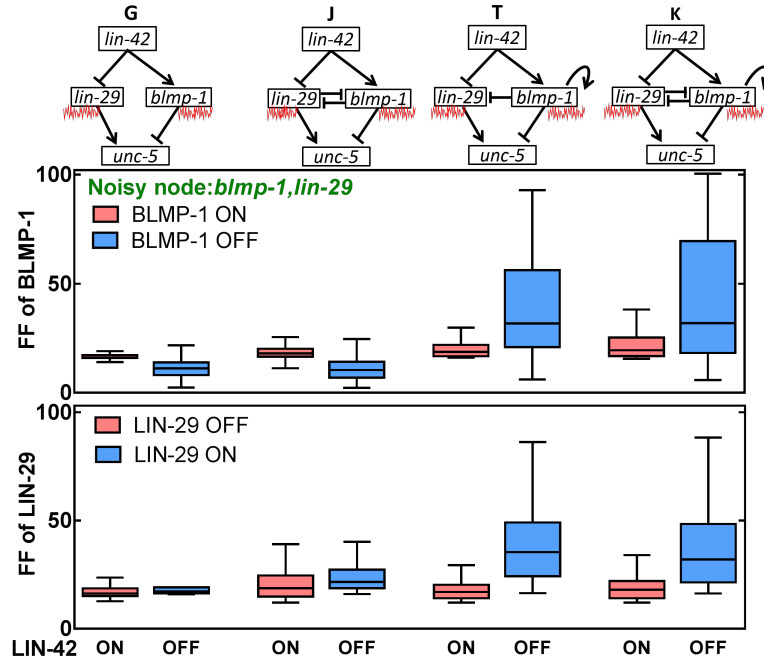 G J T K
lin-42 lin-42 lin-42 lin-42
lin-29 blmp-1 lin-29 blmp-1 lin-29 blmp-1 lin-29 blmp-1
unc-5 unc-5 unc-5 unc-5
Noisy node:blmp-1,lin-29
BLMP-1 ON
BLMP-1 OFF
FF of BLMP-1
100
50
0
LIN-29 OFF
LIN-29 ON
FF of LIN-29
100
50
0
LIN-42 ON OFF ON OFF ON OFF ON OFF